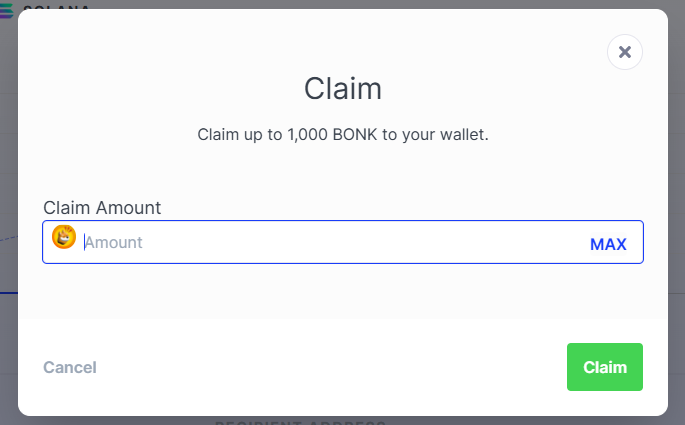 SOLANA
Claim
Claim up to 1,000 BONK to your wallet.
Claim Amount
Amount
MAX
Cancel
Claim
RECIPIENT ADDRESS